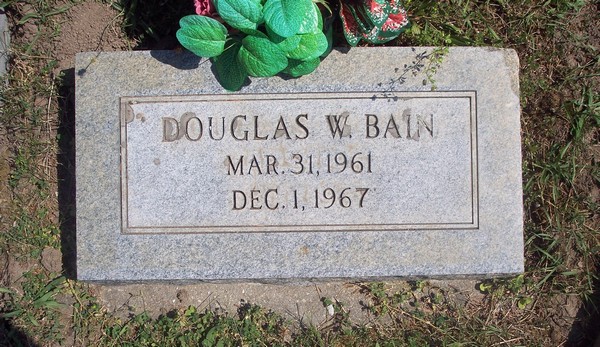 DOUGLAS W. BAIN
MAR. 31, 1961
DEC. 1, 1967